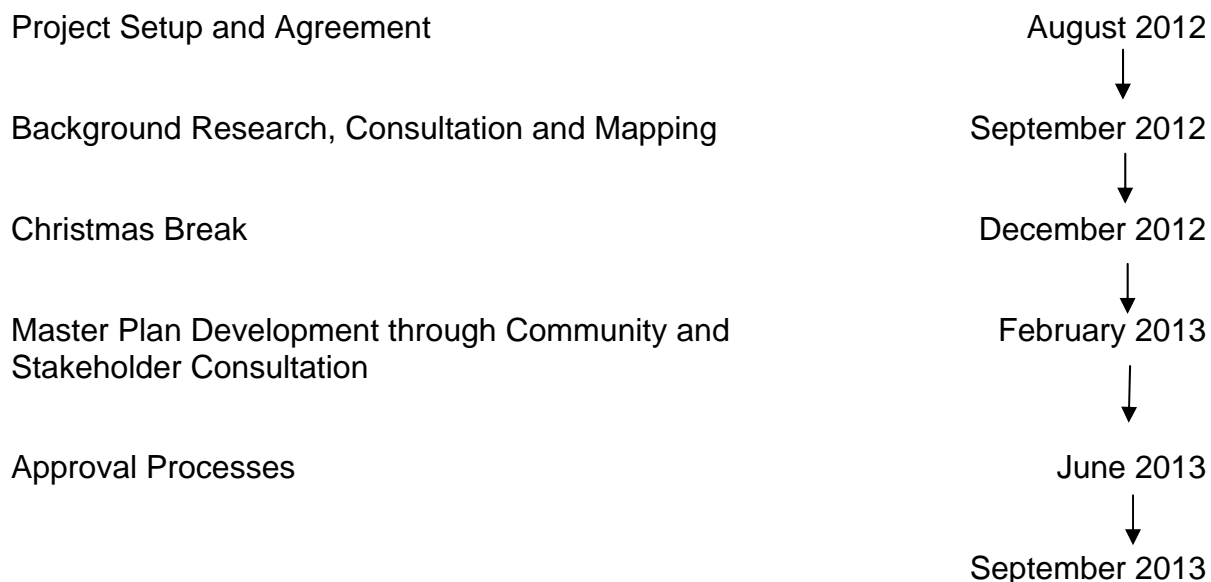 Project Setup and Agreement August 2012
Background Research, Consultation and Mapping September 2012
Christmas Break December 2012
Master Plan Development through Community and February 2013
Stakeholder Consultation
Approval Processes June 2013
September 2013